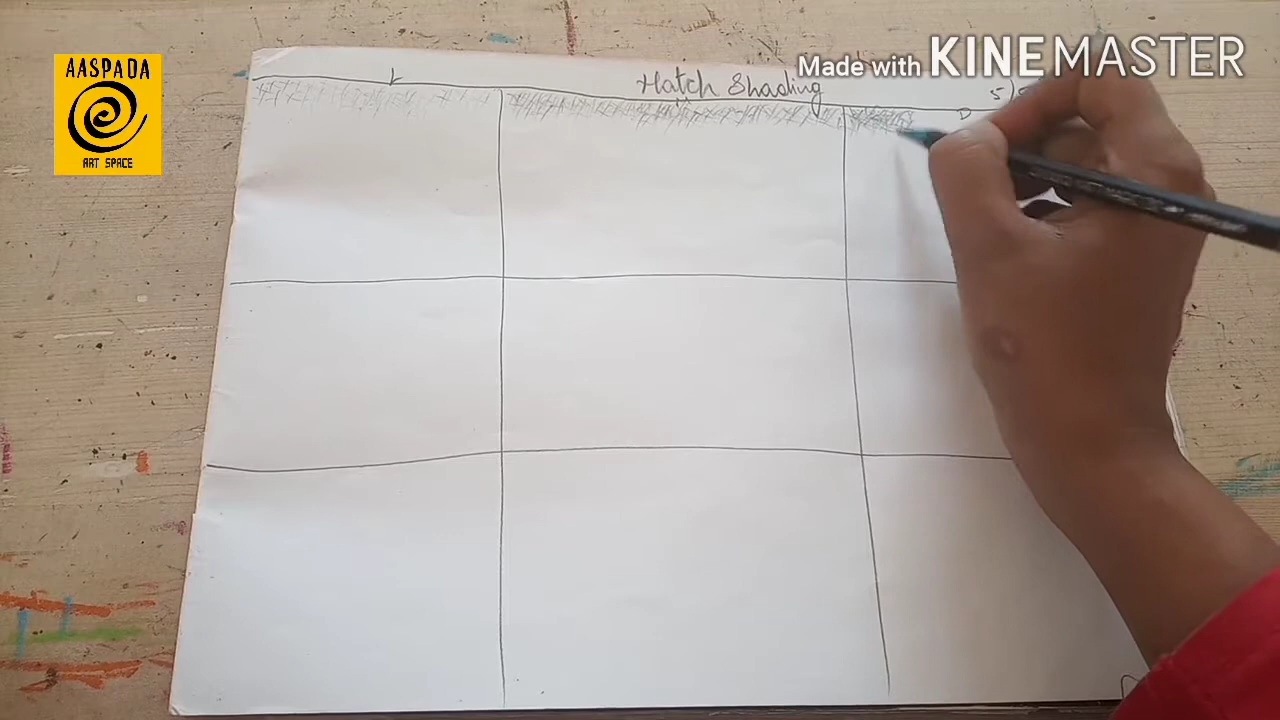 AASPADA
ART SPACE
Made with KINEMASTER
L
Hatch Shading
D